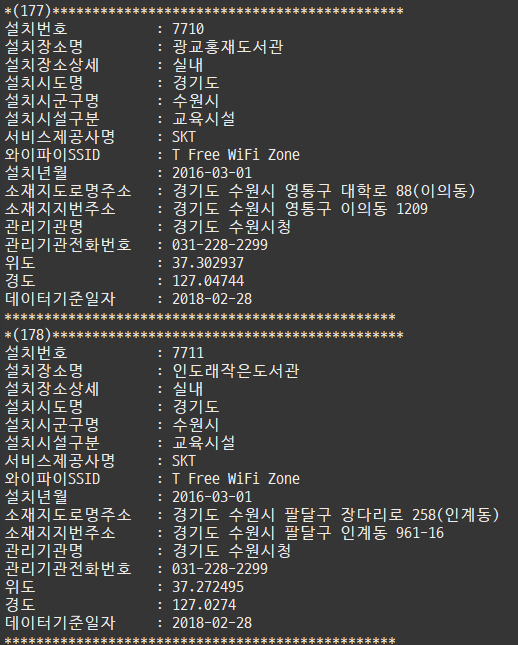 *(177)********************************************
설치번호 : 7710
설치장소명 : 광교홍재도서관
설치장소상세 : 실내
설치시도명 : 경기도
설치시군구명 : 수원시
설치시설구분 : 교육시설
서비스제공사명 : SKT
와이파이SSID : T Free WiFi Zone
설치년월 : 2016-03-01
소재지도로명주소 : 경기도 수원시 영통구 대학로 88(이의동)
소재지지번주소 : 경기도 수원시 영통구 이의동 1209
관리기관명 : 경기도 수원시청
관리기관전화번호 : 031-228-2299
위도 : 37.302937
경도 : 127.04744
데이터기준일자 : 2018-02-28
*************************************************
*(178)********************************************
설치번호 : 7711
설치장소명 : 인도래작은도서관
설치장소상세 : 실내
설치시도명 : 경기도
설치시군구명 : 수원시
설치시설구분 : 교육시설
서비스제공사명 : SKT
와이파이SSID : T Free WiFi Zone
설치년월 : 2016-03-01
소재지도로명주소 : 경기도 수원시 팔달구 장다리로 258(인계동)
소재지지번주소 : 경기도 수원시 팔달구 인계동 961-16
관리기관명 : 경기도 수원시청
관리기관전화번호 : 031-228-2299
위도 : 37.272495
경도 : 127.0274
데이터기준일자 : 2018-02-28
*************************************************